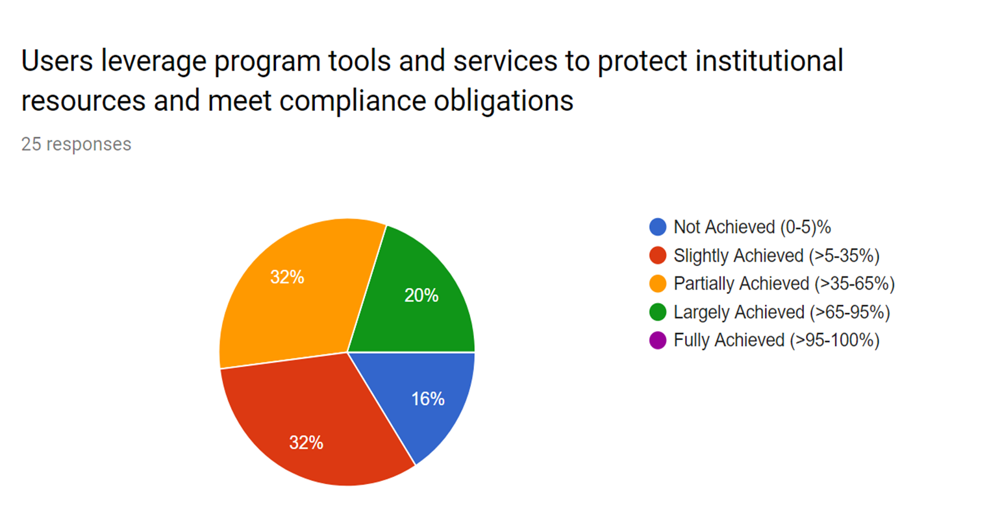 Users leverage program tools and services to protect institutional
resources and meet compliance obligations
25 responses
32%
20%
16%
32%
Not Achieved (0-5)%
Slightly Achieved (>5-35%)
Partially Achieved (>35-65%)
Largely Achieved (>65-95%)
Fully Achieved (>95-100%)